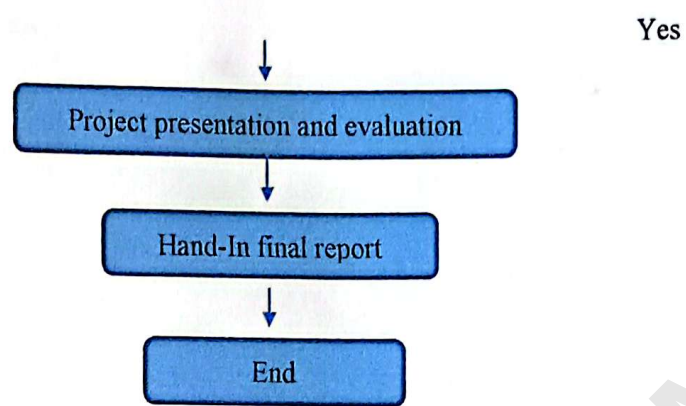 Yes
Project presentation and evaluation
Hand-In final report
End